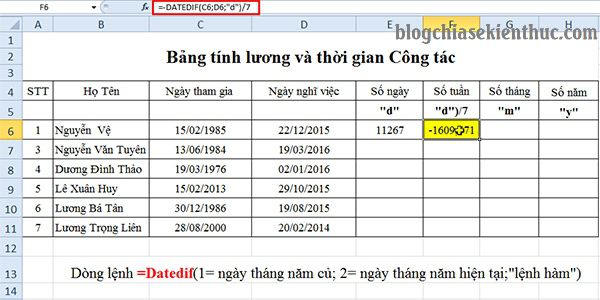 F6 fx =-DATEDIF(C6;D6;"d")/7
blogchiasekienthuc.com
A B C D E F G H
1
2 Bảng tính lương và thời gian Công tác
3
4 STT Họ Tên Ngày tham gia Ngày nghỉ việc Số ngày Số tuần Số tháng Số năm
5 "d" "d")/7 "m" "y"
6 1 Nguyễn Vệ 15/02/1985 22/12/2015 11267
7 3 Nguyễn Văn Tuyên 13/06/1984 19/03/2016
8 4 Dương Đình Thảo 19/03/1976 02/01/2016
9 5 Lê Xuân Huy 15/02/2013 29/10/2015
10 6 Lương Bá Tân 30/12/1986 19/08/2015
11 7 Lương Trọng Liên 28/08/2000 20/02/2014
12
13 Dòng lệnh =Datedif(1= ngày tháng năm củ; 2= ngày tháng năm hiện tại;"lệnh hàm")
14